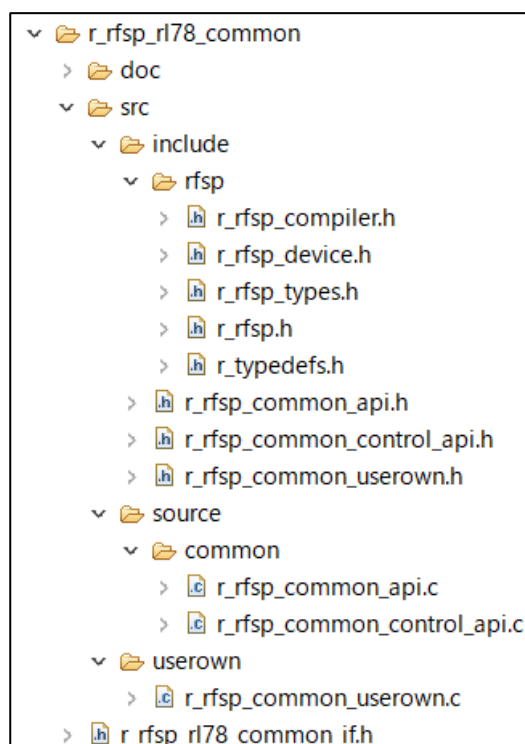 r_rfsp_rl78_common
doc
src
include
rfsp
r_rfsp_compiler.h
r_rfsp_device.h
r_rfsp_types.h
r_rfsp.h
r_typedefs.h
r_rfsp_common_api.h
r_rfsp_common_control_api.h
r_rfsp_common_userown.h
source
common
r_rfsp_common_api.c
r_rfsp_common_control_api.c
userown
r_rfsp_common_userown.c
r_rfsp_rl78_common_if.h